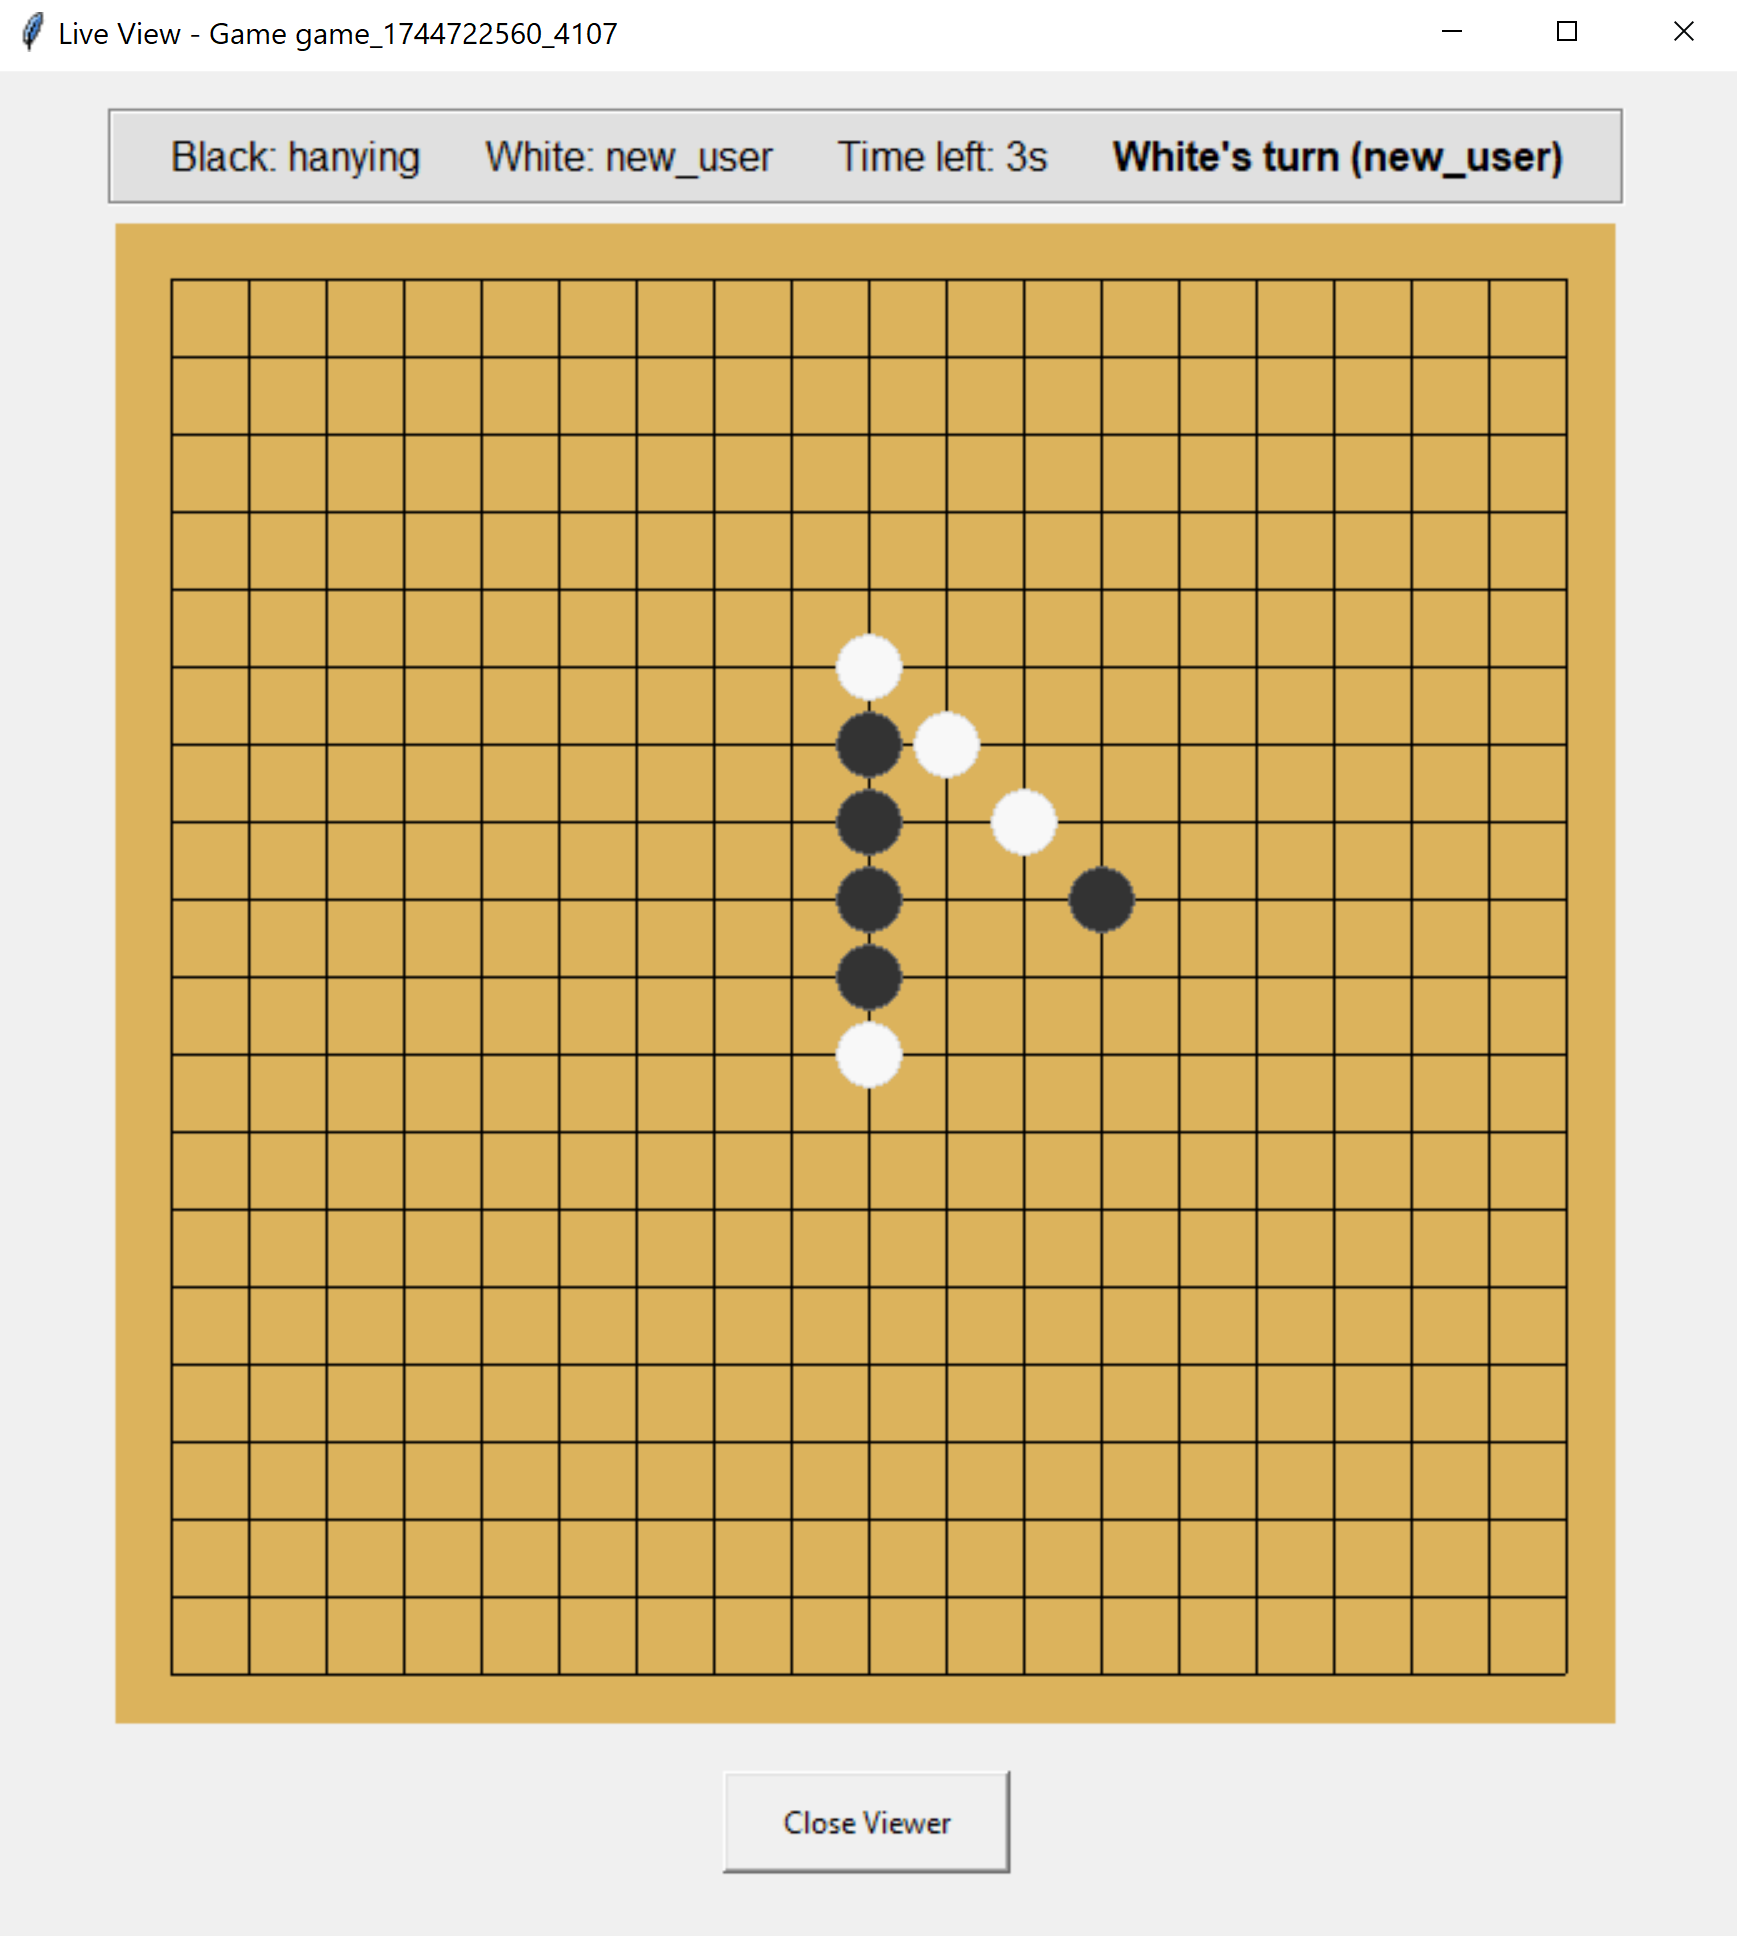 Live View - Game game_1744722560_4107
Black: hanying White: new_user Time left: 3s White's turn (new_user)
Close Viewer